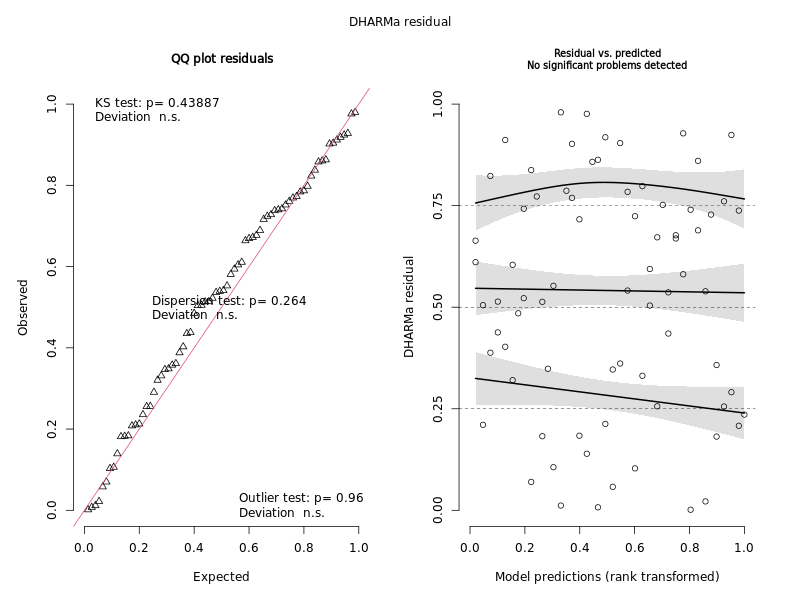 DHARMa residual
QQ plot residuals
KS test: p= 0.43887
Deviation n.s.
Dispersion test: p= 0.264
Deviation n.s.
Outlier test: p= 0.96
Deviation n.s.
Observed
0.0
0.2
0.4
0.6
0.8
1.0
0.0 0.2 0.4 0.6 0.8 1.0
Expected
Residual vs. predicted
No significant problems detected
DHARMa residual
0.00
0.25
0.50
0.75
1.00
0.0 0.2 0.4 0.6 0.8 1.0
Model predictions (rank transformed)